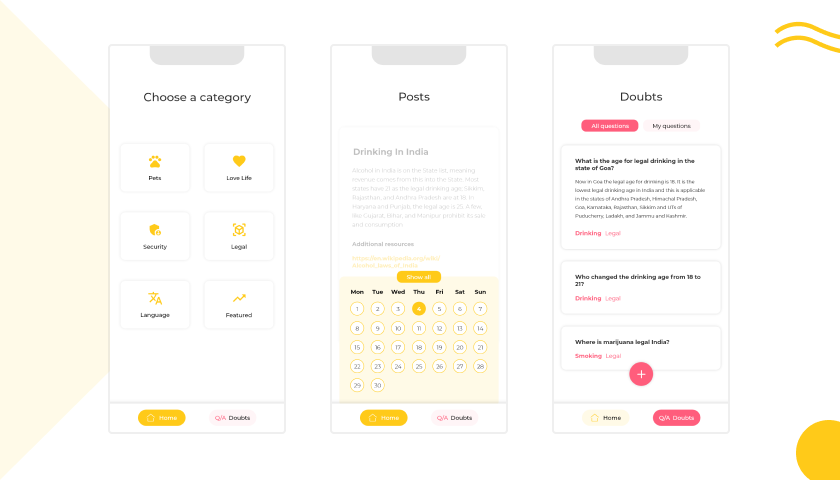 Choose a category
Pets
Love Life
Security
Legal
Language
Featured
Home
Q/A Doubts
Posts
Drinking In India
Alcohol in India is on the State list, meaning
revenue comes from this into the State. Most
states have 21 as the legal drinking age, Sikkim,
Rajasthan, and Andhra Pradesh are at 18. In
Haryana and Punjab, the legal age is 25. A few,
like Gujarat, Bihar, and Manipur prohibit its sale
and consumption.
Additional resources
https://en.wikipedia.org/wiki/
Alcohol_laws_of_India
Show all
Mon Tue Wed Thu Fri Sat Sun
1 2 3 4 5 6 7
8 9 10 11 12 13 14
15 16 17 18 19 20 21
22 23 24 25 26 27 28
29 30
Home
Q/A Doubts
Doubts
All questions
My questions
What is the age for legal drinking in the
state of Goa?
Now in Goa the legal age for drinking is 18. It is the
lowest legal drinking age in India and this is applicable
in the states of Andhra Pradesh, Himachal Pradesh,
Goa, Karnataka, Rajasthan, Sikkim and UTs of
Puducherry, Ladakh, and Jammu and Kashmir.
Drinking Legal
Who changed the drinking age from 18 to
21?
Drinking Legal
Where is marijuana legal India?
Smoking Legal
+
Home
Q/A Doubts